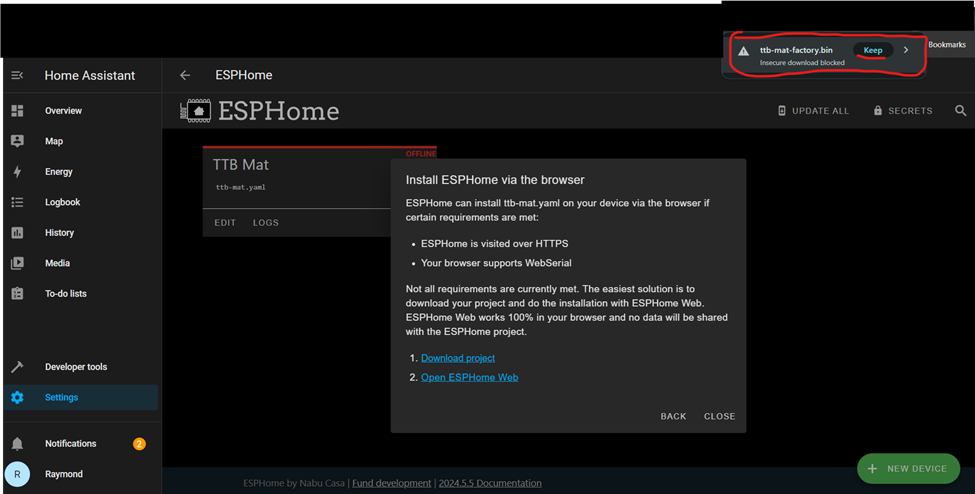 ttb-mat-factory.bin
Keep
Insecure download blocked
Bookmarks
Home Assistant
ESPHome
ESPHome
UPDATE ALL
SECRETS
Overview
Map
Energy
Logbook
History
Media
To-do lists
Developer tools
Settings
Notifications
2
R
Raymond
OFFLINE
TTB Mat
ttb-mat.yaml
EDIT
LOGS
Install ESPHome via the browser
ESPHome can install ttb-mat.yaml on your device via the browser if
certain requirements are met:
• ESPHome is visited over HTTPS
• Your browser supports WebSerial
Not all requirements are currently met. The easiest solution is to
download your project and do the installation with ESPHome Web.
ESPHome Web works 100% in your browser and no data will be shared
with the ESPHome project.
1. Download project
2. Open ESPHome Web
BACK
CLOSE
+ NEW DEVICE
ESPHome by Nabu Casa | Fund development | 2024.5.5 Documentation